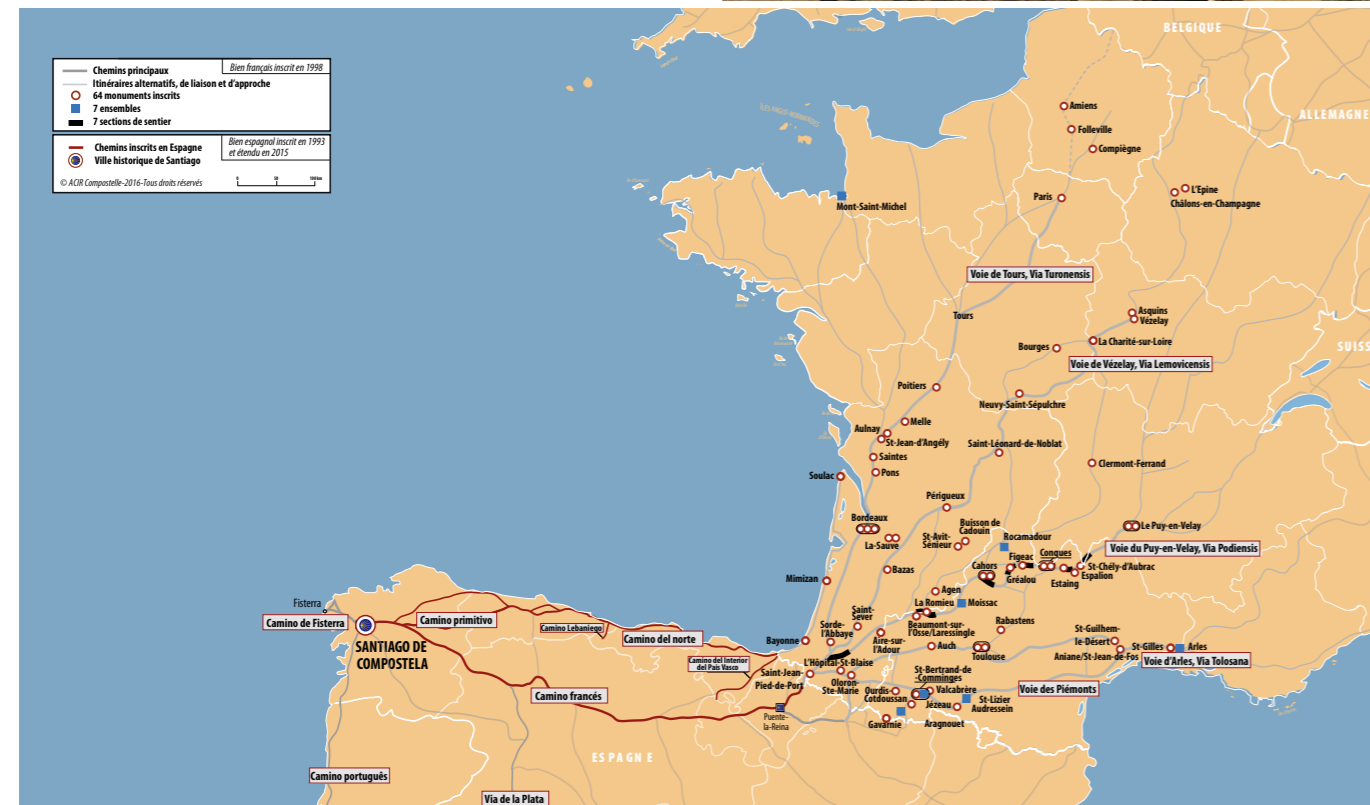 Chemins principaux
Bien français inscrit en 1998
Itinéraires alternatifs, de liaison et d'approche
64 monuments inscrits
7 ensembles
7 sections de sentier
Chemins inscrits en Espagne
Bien espagnol inscrit en 1993
et étendu en 2015
Ville historique de Santiago
© ACIR Compostelle-2016-Tous droits réservés
0 50 100 km
BELGIQUE
ALLEMAGNE
ÎLES ANGLO-NORMANDES
Amiens
Folleville
Compiègne
L'Epine
Châlons-en-Champagne
Paris
Mont-Saint-Michel
Voie de Tours, Via Turonensis
Tours
Asquins
Vézelay
La Charité-sur-Loire
Bourges
SUISS
Voie de Vézelay, Via Lemovicensis
Poitiers
Neuvy-Saint-Sépulchre
Melle
Aulnay
St-Jean-d'Angély
Saint-Léonard-de-Noblat
Saintes
Clermont-Ferrand
Pons
Soulac
Périgueux
Bordeaux
Buisson de
Cadouin
Le Puy-en-Velay
St-Avit-
Sénieur
Rocamadour
La-Sauve
Voie du Puy-en-Velay, Via Podiensis
Figeac
Conques
Cahors
St-Chély-d'Aubrac
Bazas
Espalion
Gréalou
Estaing
Mimizan
Agen
La Romieu
Moissac
Fisterra
Camino de Fisterra
Camino primitivo
Camino Lebaniego
Camino del norte
Saint-
Sever
Sorde-
l'Abbaye
Beaumont-sur-
l'Osse/Laressingle
Rabastens
St-Guilhem-
le-Désert
Bayonne
Aire-sur-
l'Adour
Auch
Toulouse
St-Gilles
Arles
Aniane/St-Jean-de-Fos
SANTIAGO DE
COMPOSTELA
Camino del Interior
del País Vasco
L'Hôpital-St-Blaise
Voie d'Arles, Via Tolosana
Saint-Jean-
Pied-de-Port
St-Bertrand-de
-Comminges
Oloron-
Ste-Marie
Ourdis-
Cotdoussan
Valcabrère
Voie des Piémonts
Camino francés
Jézeau
St-Lizier
Audressein
Puente-
la-Reina
Gavarnie
Aragnouet
ESPAGNE
Camino português
Via de la Plata